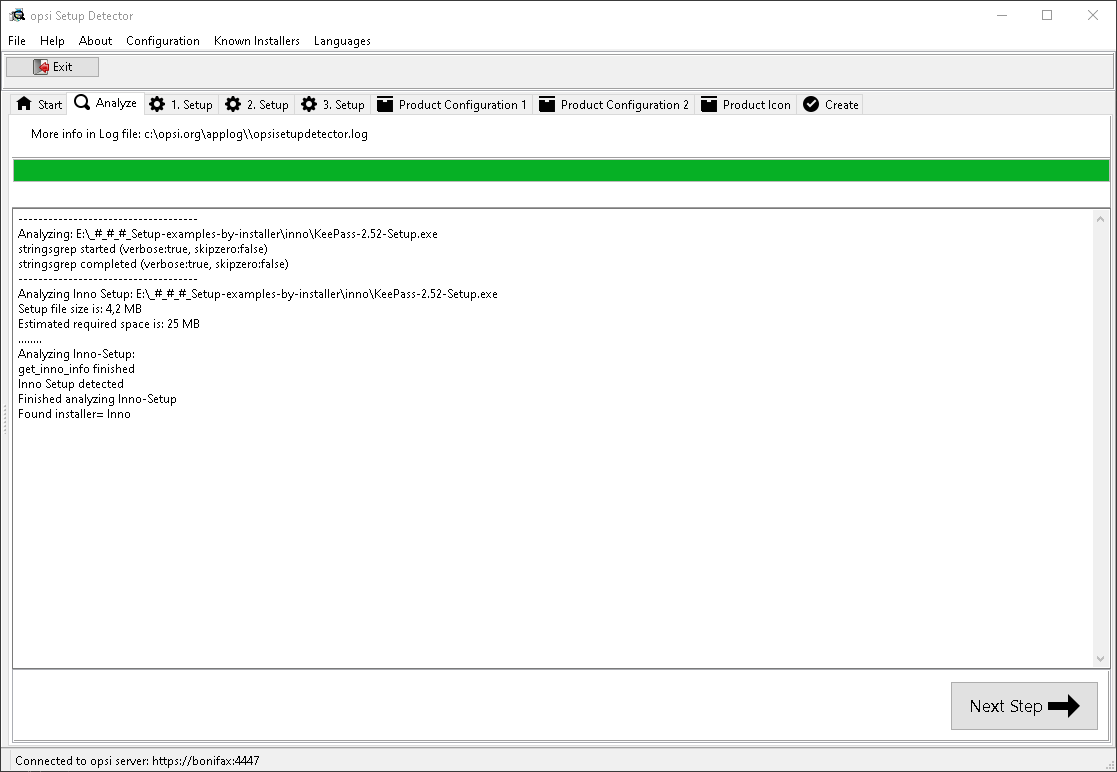 opsi Setup Detector
File Help About Configuration Known Installers Languages
Exit
Start Analyze 1. Setup 2. Setup 3. Setup Product Configuration 1 Product Configuration 2 Product Icon Create
More info in Log file: c:\opsi.org\applog\\opsisetupdetector.log
------------------------------------
Analyzing: E:\_#_#_#_Setup-examples-by-installer\inno\KeePass-2.52-Setup.exe
stringsgrep started (verbose:true, skipzero:false)
stringsgrep completed (verbose:true, skipzero:false)
------------------------------------
Analyzing Inno Setup: E:\_#_#_#_Setup-examples-by-installer\inno\KeePass-2.52-Setup.exe
Setup file size is: 4,2 MB
Estimated required space is: 25 MB
........
Analyzing Inno-Setup:
get_inno_info finished
Inno Setup detected
Finished analyzing Inno-Setup
Found installer= Inno
Next Step
Connected to opsi server: https://bonifax:4447